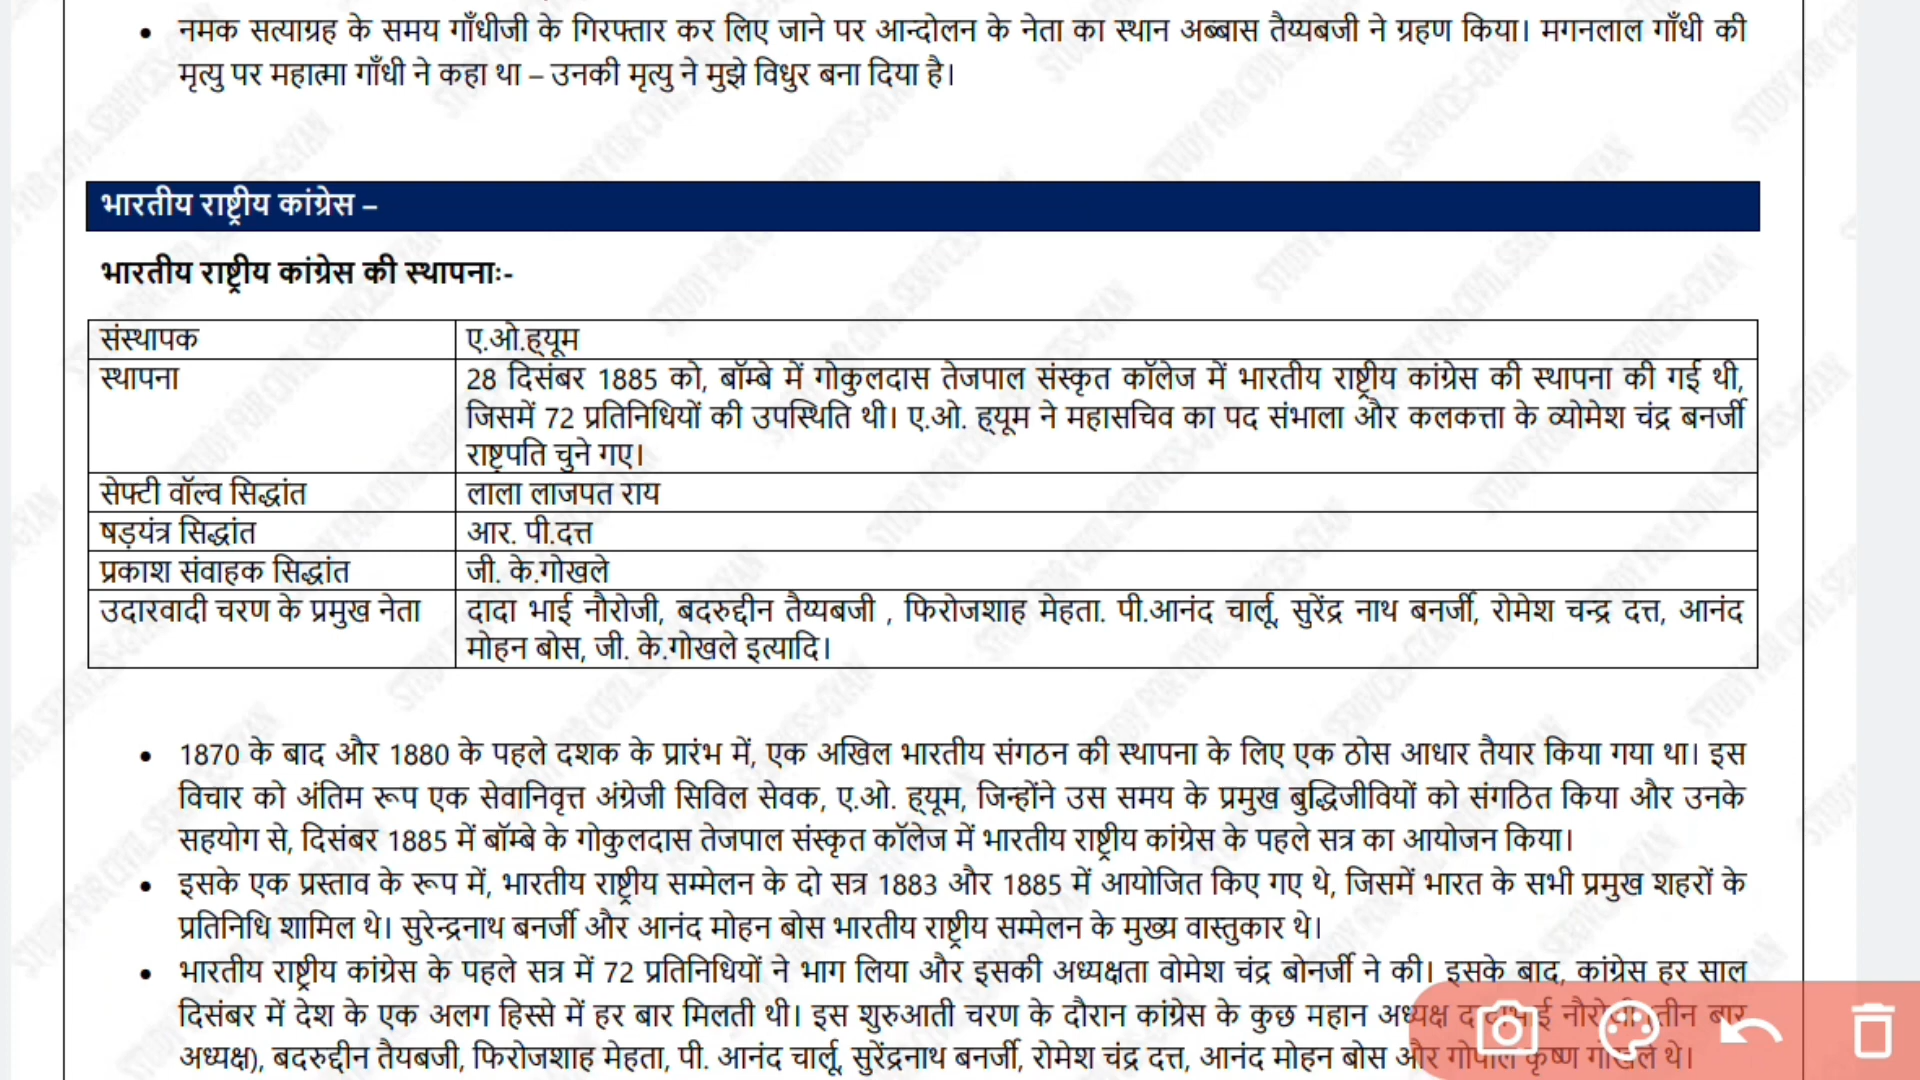 नमक सत्याग्रह के समय गाँधीजी के गिरफ्तार कर लिए जाने पर आन्दोलन के नेता का स्थान अब्बास तैय्यबजी ने ग्रहण किया। मगनलाल गाँधी की
मृत्यु पर महात्मा गाँधी ने कहा था – उनकी मृत्यु ने मुझे विधुर बना दिया है।
भारतीय राष्ट्रीय कांग्रेस –
भारतीय राष्ट्रीय कांग्रेस की स्थापनाः-
संस्थापक ए.ओ.ह्यूम
स्थापना 28 दिसंबर 1885 को, बॉम्बे में गोकुलदास तेजपाल संस्कृत कॉलेज में भारतीय राष्ट्रीय कांग्रेस की स्थापना की गई थी,
जिसमें 72 प्रतिनिधियों की उपस्थिति थी। ए.ओ. ह्यूम ने महासचिव का पद संभाला और कलकत्ता के व्योमेश चंद्र बनर्जी
राष्ट्रपति चुने गए।
सेफ्टी वॉल्व सिद्धांत लाला लाजपत राय
षड़यंत्र सिद्धांत आर. पी.दत्त
प्रकाश संवाहक सिद्धांत जी. के.गोखले
उदारवादी चरण के प्रमुख नेता दादा भाई नौरोजी, बदरुद्दीन तैय्यबजी , फिरोजशाह मेहता. पी.आनंद चार्लू, सुरेंद्र नाथ बनर्जी, रोमेश चन्द्र दत्त, आनंद
मोहन बोस, जी. के.गोखले इत्यादि।
1870 के बाद और 1880 के पहले दशक के प्रारंभ में, एक अखिल भारतीय संगठन की स्थापना के लिए एक ठोस आधार तैयार किया गया था। इस
विचार को अंतिम रूप एक सेवानिवृत्त अंग्रेजी सिविल सेवक, ए.ओ. ह्यूम, जिन्होंने उस समय के प्रमुख बुद्धिजीवियों को संगठित किया और उनके
सहयोग से, दिसंबर 1885 में बॉम्बे के गोकुलदास तेजपाल संस्कृत कॉलेज में भारतीय राष्ट्रीय कांग्रेस के पहले सत्र का आयोजन किया।
इसके एक प्रस्ताव के रूप में, भारतीय राष्ट्रीय सम्मेलन के दो सत्र 1883 और 1885 में आयोजित किए गए थे, जिसमें भारत के सभी प्रमुख शहरों के
प्रतिनिधि शामिल थे। सुरेन्द्रनाथ बनर्जी और आनंद मोहन बोस भारतीय राष्ट्रीय सम्मेलन के मुख्य वास्तुकार थे।
भारतीय राष्ट्रीय कांग्रेस के पहले सत्र में 72 प्रतिनिधियों ने भाग लिया और इसकी अध्यक्षता वोमेश चंद्र बोनर्जी ने की। इसके बाद, कांग्रेस हर साल
दिसंबर में देश के एक अलग हिस्से में हर बार मिलती थी। इस शुरुआती चरण के दौरान कांग्रेस के कुछ महान अध्यक्ष दादाभाई नौरोजी (तीन बार
अध्यक्ष), बदरुद्दीन तैयबजी, फिरोजशाह मेहता, पी. आनंद चार्लू, सुरेंद्रनाथ बनर्जी, रोमेश चंद्र दत्त, आनंद मोहन बोस और गोपाल कृष्ण गोखले थे।